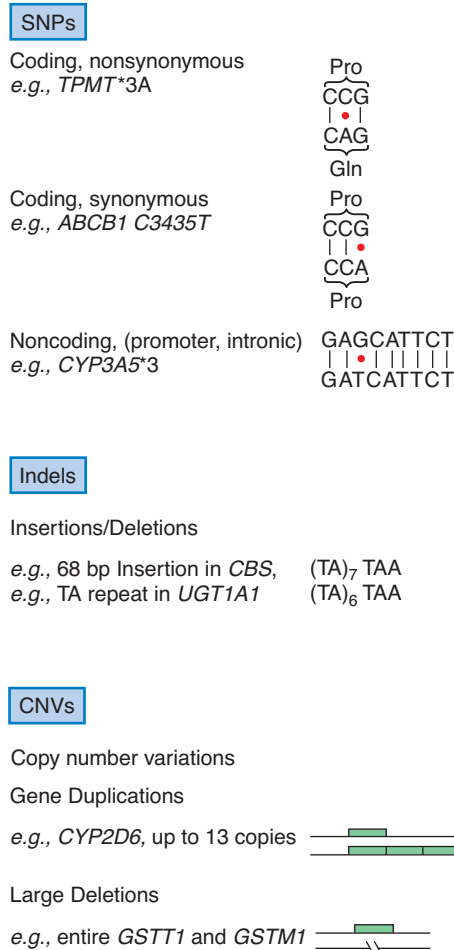 SNPs
Coding, nonsynonymous
e.g., TPMT*3A
Pro
CCG
CAG
Gln
Coding, synonymous
e.g., ABCB1 C3435T
Pro
CCG
CCA
Pro
Noncoding, (promoter, intronic)
e.g., CYP3A5*3
GAGCATTCT
GATCATTCT
Indels
Insertions/Deletions
e.g., 68 bp Insertion in CBS, (TA)7 TAA
e.g., TA repeat in UGT1A1 (TA)6 TAA
CNVs
Copy number variations
Gene Duplications
e.g., CYP2D6, up to 13 copies
Large Deletions
e.g., entire GSTT1 and GSTM1